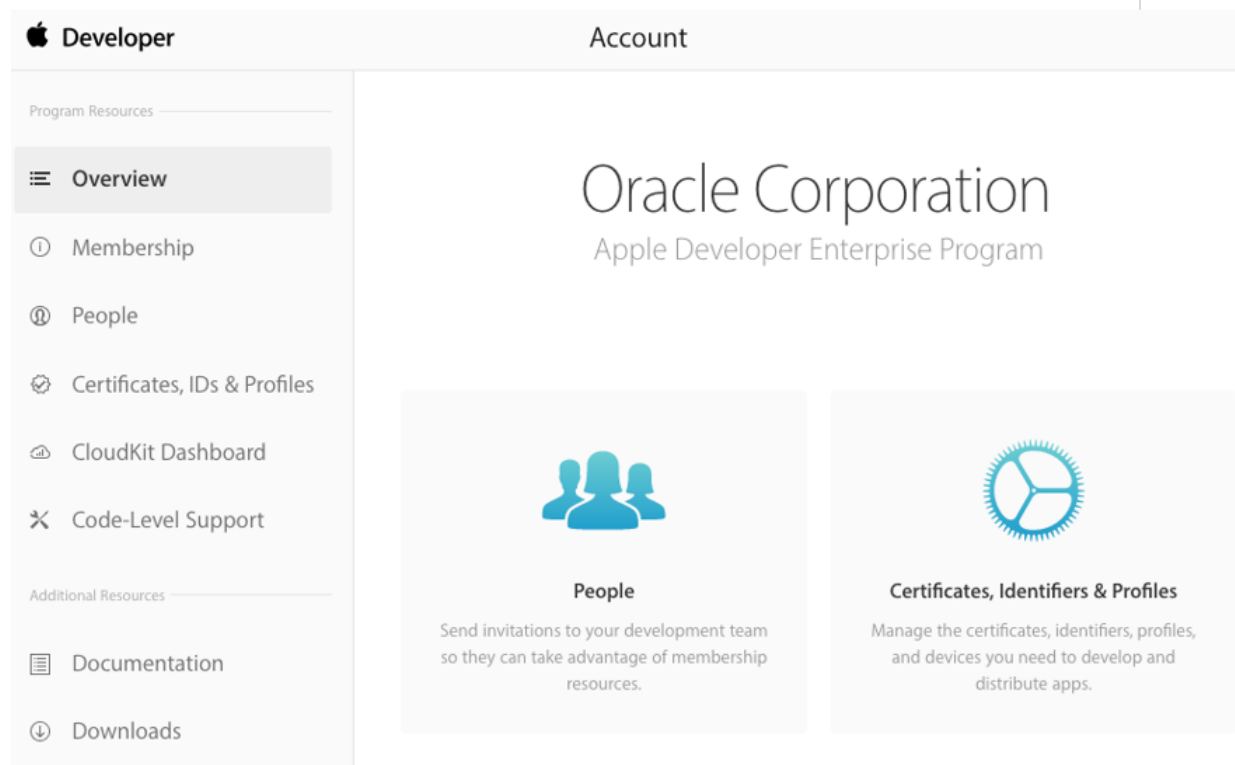 Developer
Account
Program Resources
Overview
Membership
People
Certificates, IDs & Profiles
CloudKit Dashboard
Code-Level Support
Additional Resources
Documentation
Downloads
Oracle Corporation
Apple Developer Enterprise Program
People
Send invitations to your development team
so they can take advantage of membership
resources.
Certificates, Identifiers & Profiles
Manage the certificates, identifiers, profiles,
and devices you need to develop and
distribute apps.